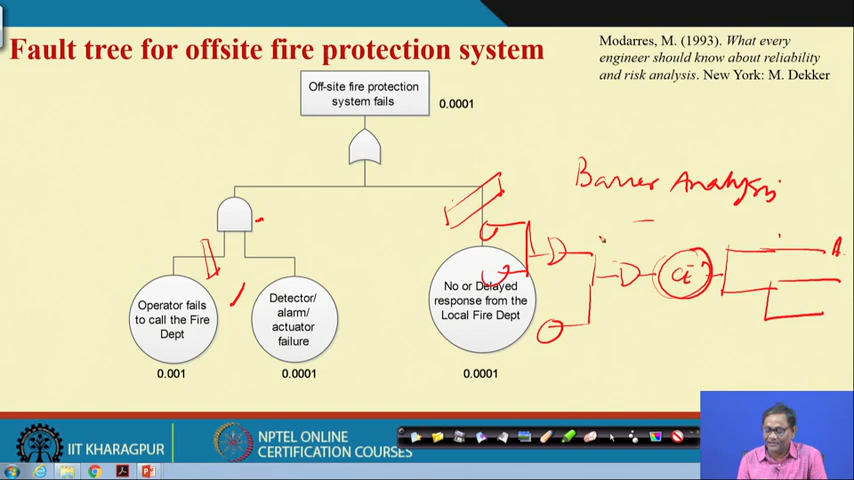 Fault tree for offsite fire protection system
Modarres, M. (1993). What every
engineer should know about reliability
and risk analysis. New York: M. Dekker
Off-site fire protection
system fails
0.0001
Barrier Analysis
Operator fails
to call the Fire
Dept
Detector/
alarm/
actuator
failure
No or Delayed
response from the
Local Fire Dept
A
0.001
0.0001
0.0001
IIT KHARAGPUR
NPTEL ONLINE
CERTIFICATION COURSES